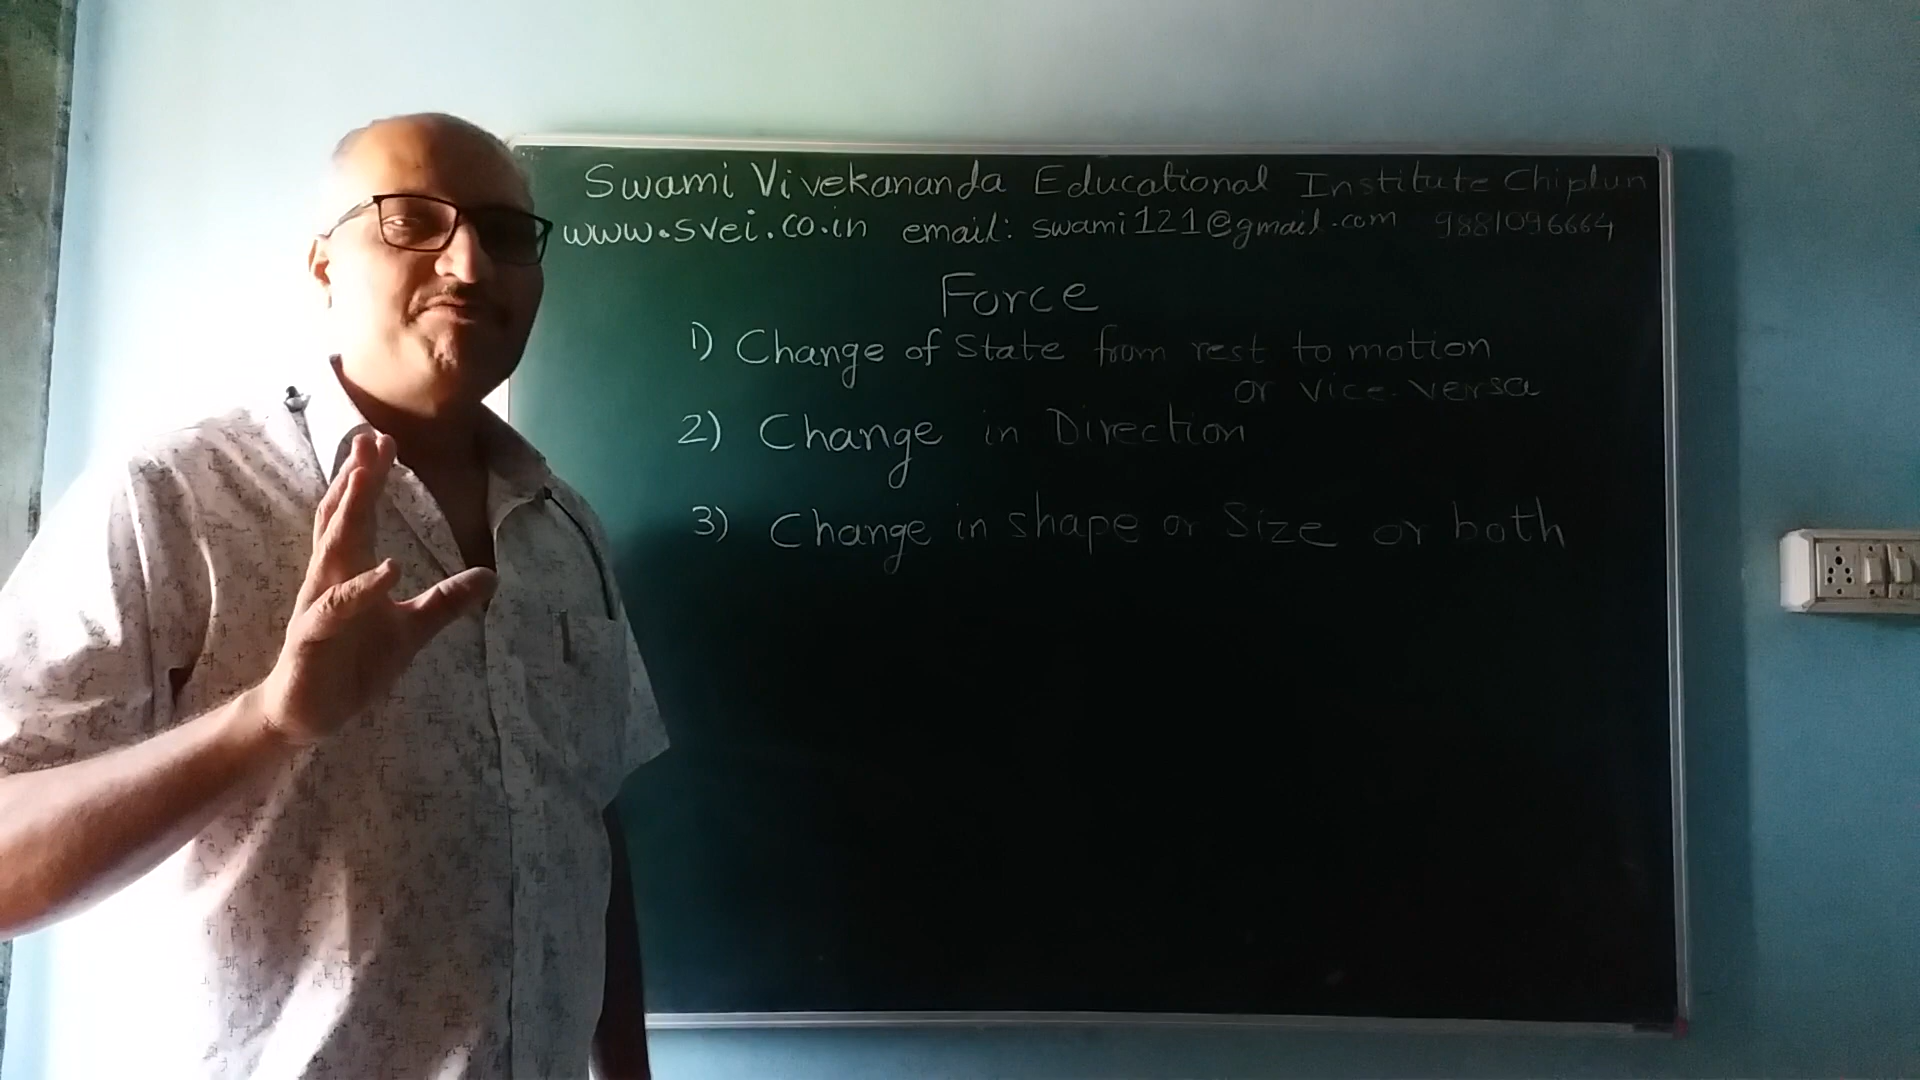 Swami Vivekananda Educational Institute Chiplun
www.svei.co.in email: swami121@gmail.com 9881096664
Force
1) Change of State from rest to motion
or vice-versa
2) Change in Direction
3) Change in shape or Size or both